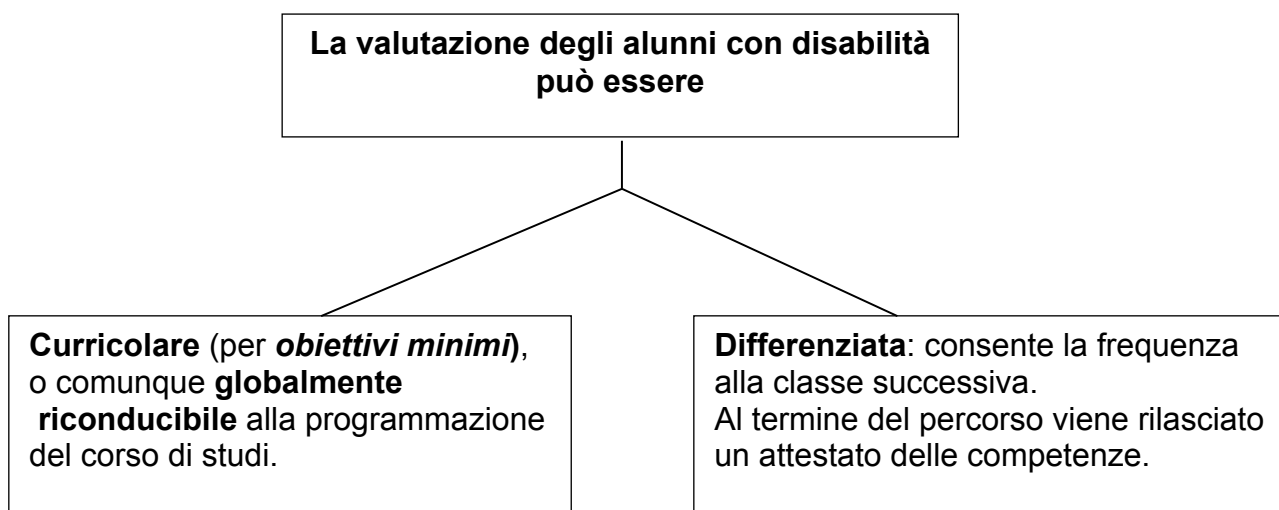 La valutazione degli alunni con disabilità
può essere
Curricolare (per obiettivi minimi),
o comunque globalmente
riconducibile alla programmazione
del corso di studi.
Differenziata: consente la frequenza
alla classe successiva.
Al termine del percorso viene rilasciato
un attestato delle competenze.